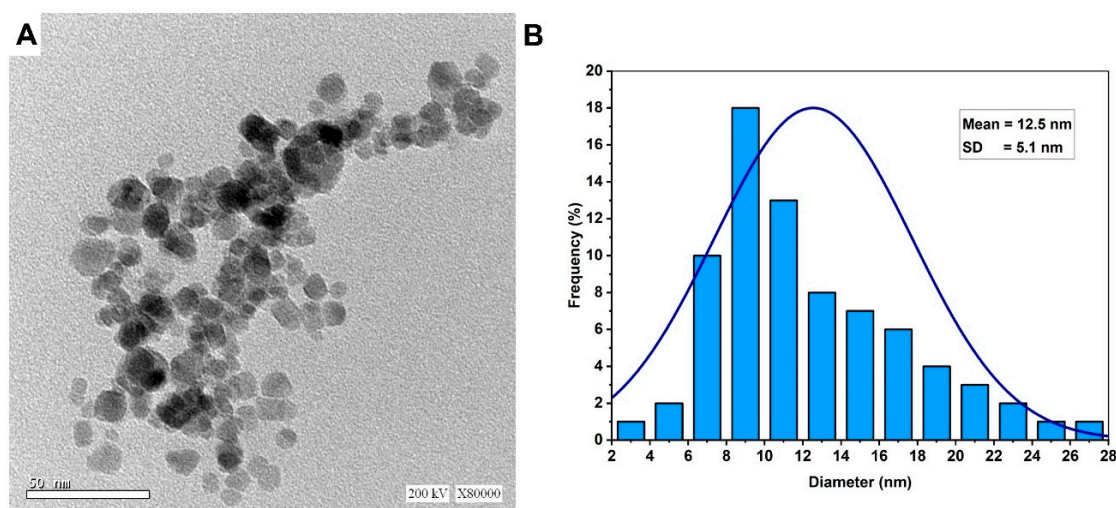 A
50 nm
200 kV X80000
B
Mean = 12.5 nm
SD = 5.1 nm
Frequency (%)
20
18
16
14
12
10
8
6
4
2
0
2 4 6 8 10 12 14 16 18 20 22 24 26 28
Diameter (nm)